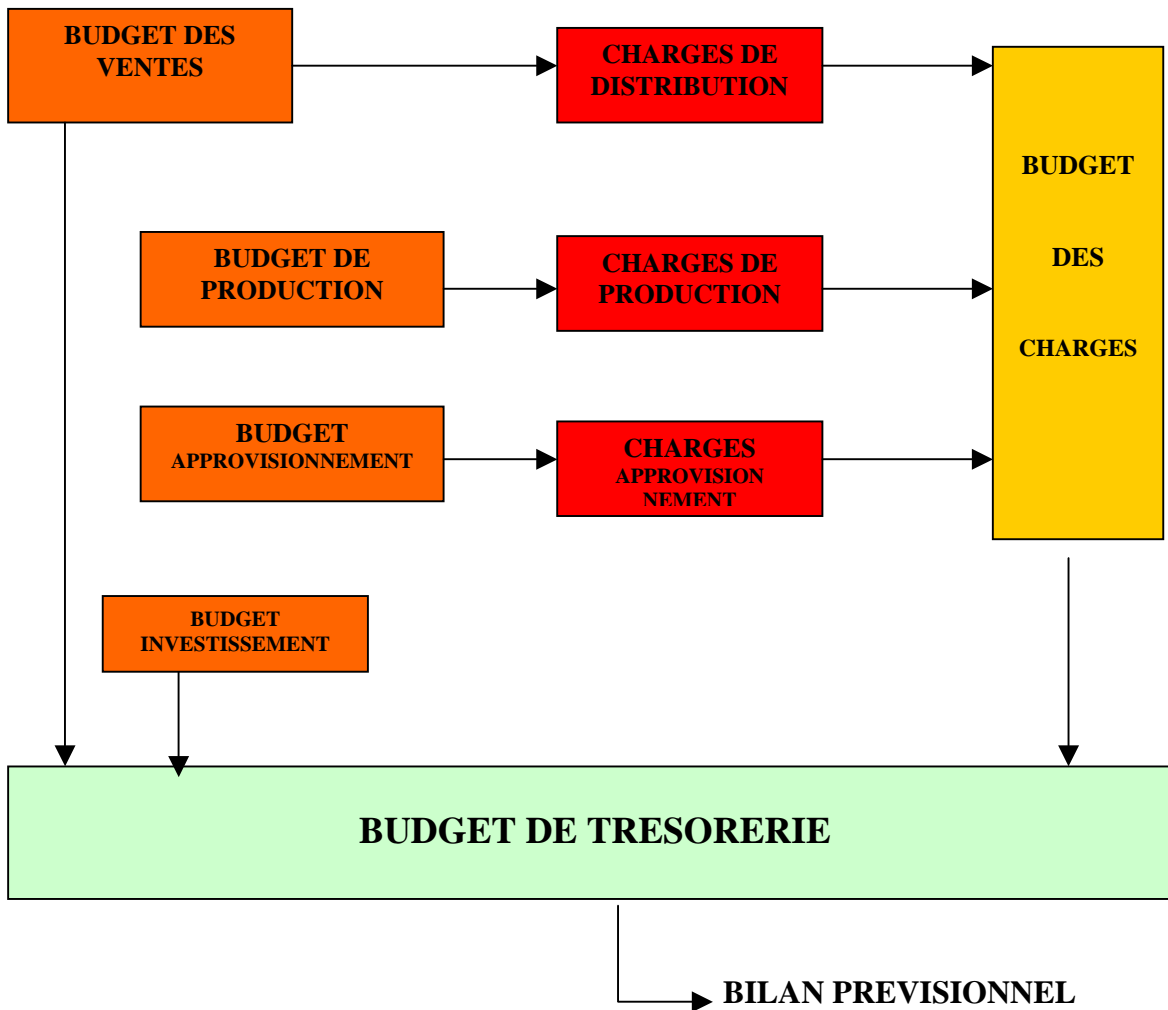 BUDGET DES
VENTES
CHARGES DE
DISTRIBUTION
BUDGET
DES
CHARGES
BUDGET DE
PRODUCTION
CHARGES DE
PRODUCTION
BUDGET
APPROVISIONNEMENT
CHARGES
APPROVISION
NEMENT
BUDGET
INVESTISSEMENT
BUDGET DE TRESORERIE
BILAN PREVISIONNEL